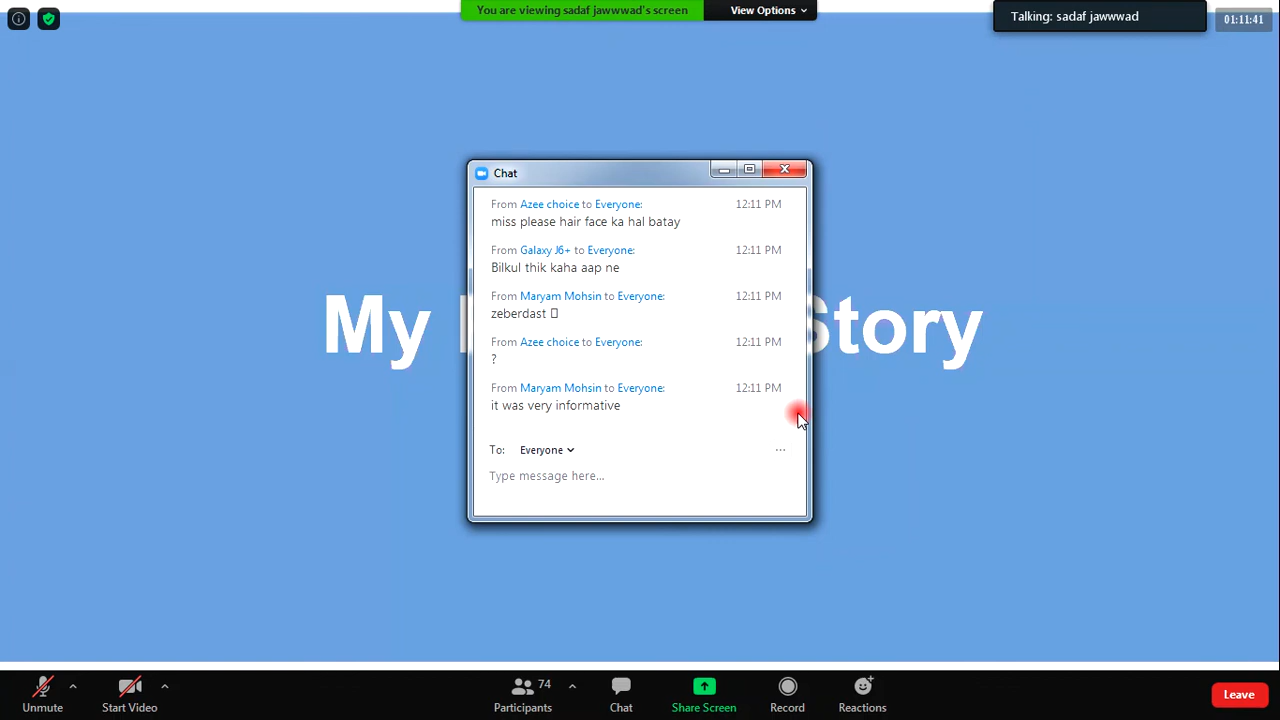 You are viewing sadaf jawwwad's screen
View Options
Talking: sadaf jawwwad
01:11:41
Chat
From Azee choice to Everyone: 12:11 PM
miss please hair face ka hal batay
From Galaxy J6+ to Everyone: 12:11 PM
Bilkul thik kaha aap ne
From Maryam Mohsin to Everyone: 12:11 PM
zeberdast
From Azee choice to Everyone: 12:11 PM
?
From Maryam Mohsin to Everyone: 12:11 PM
it was very informative
To: Everyone
Type message here...
My Story
Unmute
Start Video
74
Participants
Chat
Share Screen
Record
Reactions
Leave